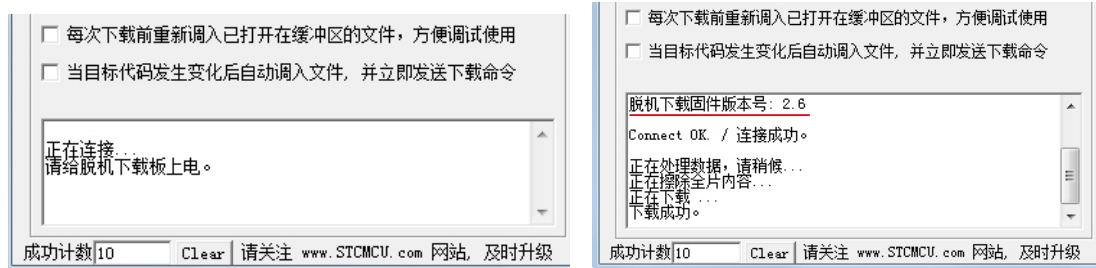 每次下载前重新调入已打开在缓冲区的文件，方便调试使用
当目标代码发生变化后自动调入文件, 并立即发送下载命令
正在连接...
请给脱机下载板上电。
成功计数 10 Clear 请关注 www.STCMCU.com 网站, 及时升级
每次下载前重新调入已打开在缓冲区的文件，方便调试使用
当目标代码发生变化后自动调入文件, 并立即发送下载命令
脱机下载固件版本号: 2.6
Connect OK. / 连接成功。
正在处理数据, 请稍候...
正在擦除全片内容...
正在下载 ...
下载成功。
成功计数 10 Clear 请关注 www.STCMCU.com 网站, 及时升级